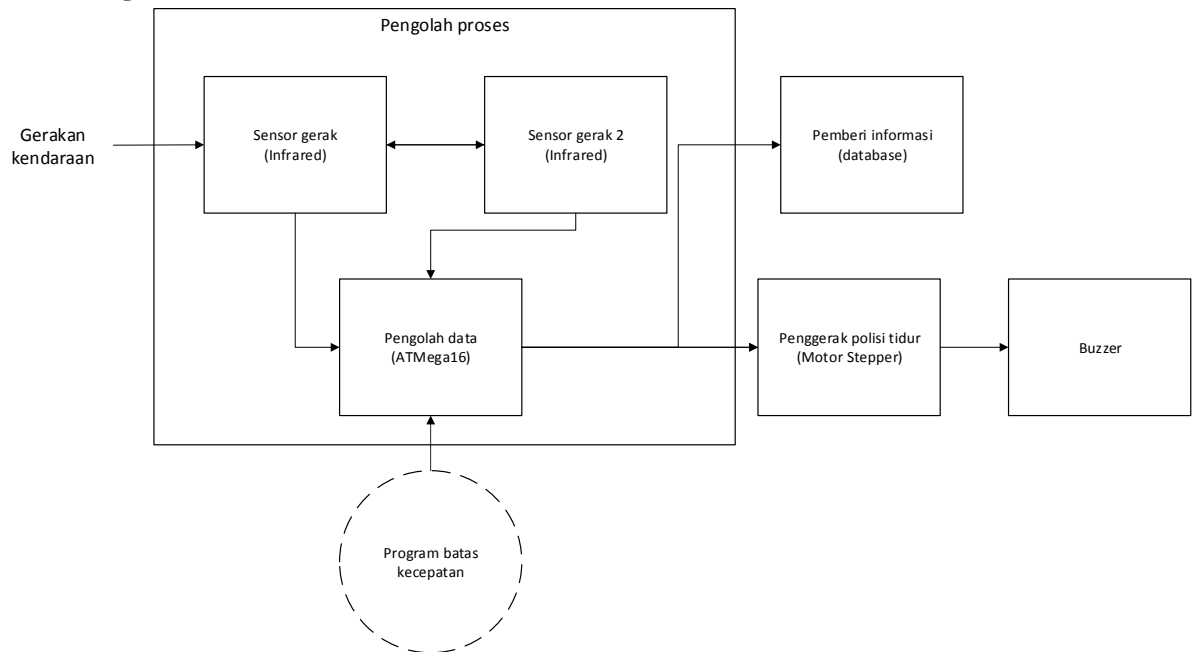 Pengolah proses
Gerakan
kendaraan
Sensor gerak
(Infrared)
Sensor gerak 2
(Infrared)
Pemberi informasi
(database)
Pengolah data
(ATMega16)
Penggerak polisi tidur
(Motor Stepper)
Buzzer
Program batas
kecepatan